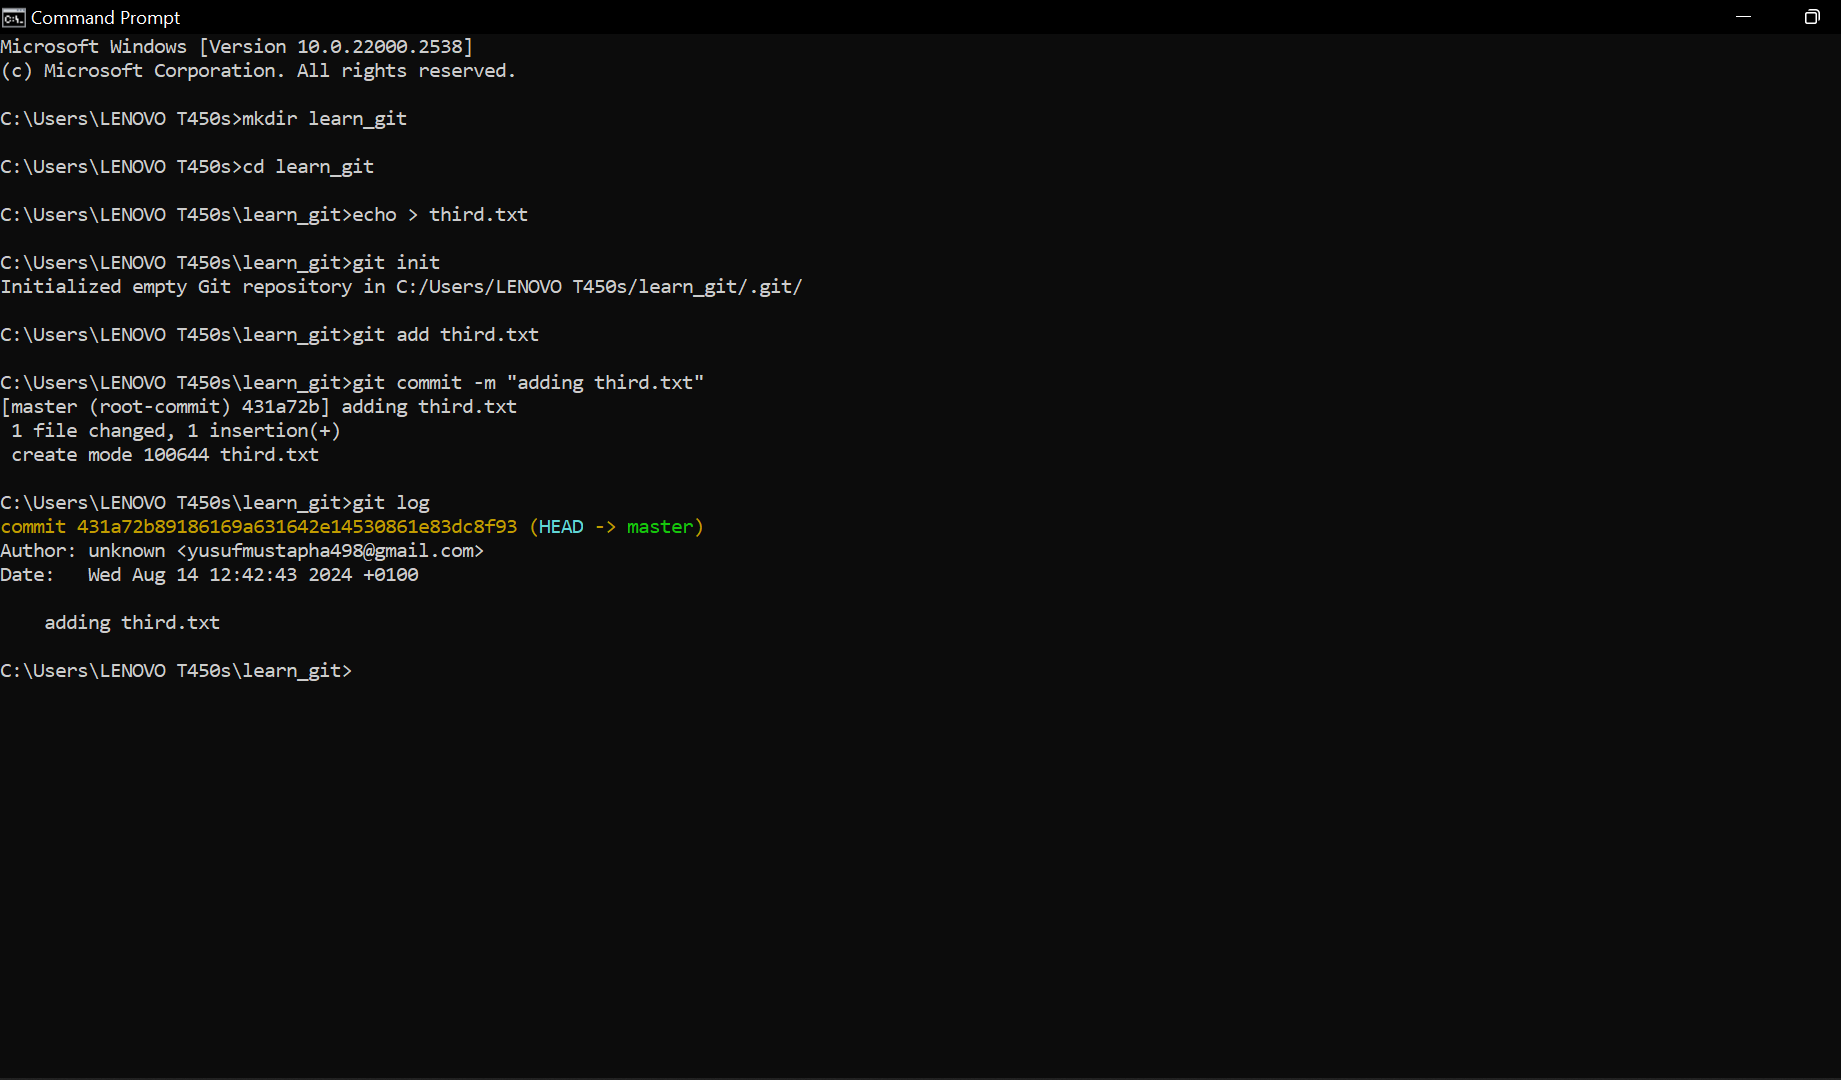 Command Prompt
Microsoft Windows [Version 10.0.22000.2538]
(c) Microsoft Corporation. All rights reserved.
C:\Users\LENOVO T450s>mkdir learn_git
C:\Users\LENOVO T450s>cd learn_git
C:\Users\LENOVO T450s\learn_git>echo > third.txt
C:\Users\LENOVO T450s\learn_git>git init
Initialized empty Git repository in C:/Users/LENOVO T450s/learn_git/.git/
C:\Users\LENOVO T450s\learn_git>git add third.txt
C:\Users\LENOVO T450s\learn_git>git commit -m "adding third.txt"
[master (root-commit) 431a72b] adding third.txt
 1 file changed, 1 insertion(+)
 create mode 100644 third.txt
C:\Users\LENOVO T450s\learn_git>git log
commit 431a72b89186169a631642e14530861e83dc8f93 (HEAD -> master)
Author: unknown <yusufmustapha498@gmail.com>
Date:   Wed Aug 14 12:42:43 2024 +0100
    adding third.txt
C:\Users\LENOVO T450s\learn_git>